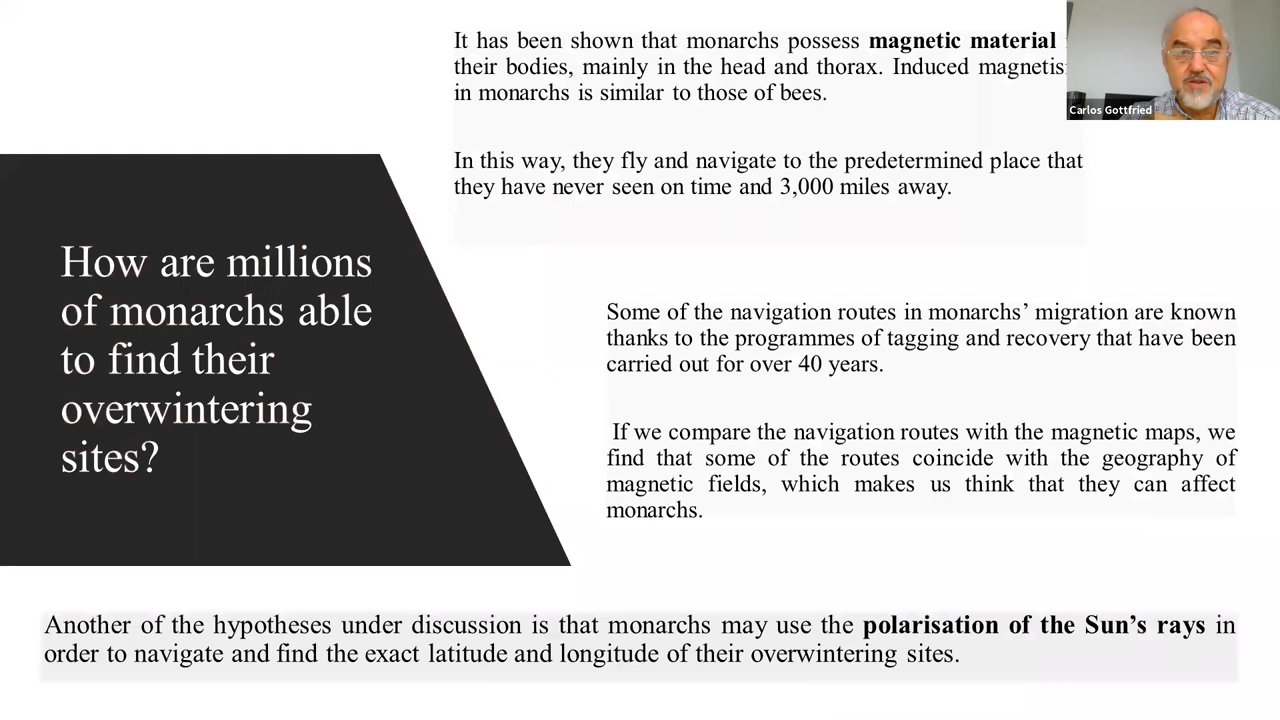 It has been shown that monarchs possess magnetic material
their bodies, mainly in the head and thorax. Induced magnetis
in monarchs is similar to those of bees.
Carlos Gottfried
In this way, they fly and navigate to the predetermined place that
they have never seen on time and 3,000 miles away.
How are millions
of monarchs able
to find their
overwintering
sites?
Some of the navigation routes in monarchs’ migration are known
thanks to the programmes of tagging and recovery that have been
carried out for over 40 years.
If we compare the navigation routes with the magnetic maps, we
find that some of the routes coincide with the geography of
magnetic fields, which makes us think that they can affect
monarchs.
Another of the hypotheses under discussion is that monarchs may use the polarisation of the Sun’s rays in
order to navigate and find the exact latitude and longitude of their overwintering sites.